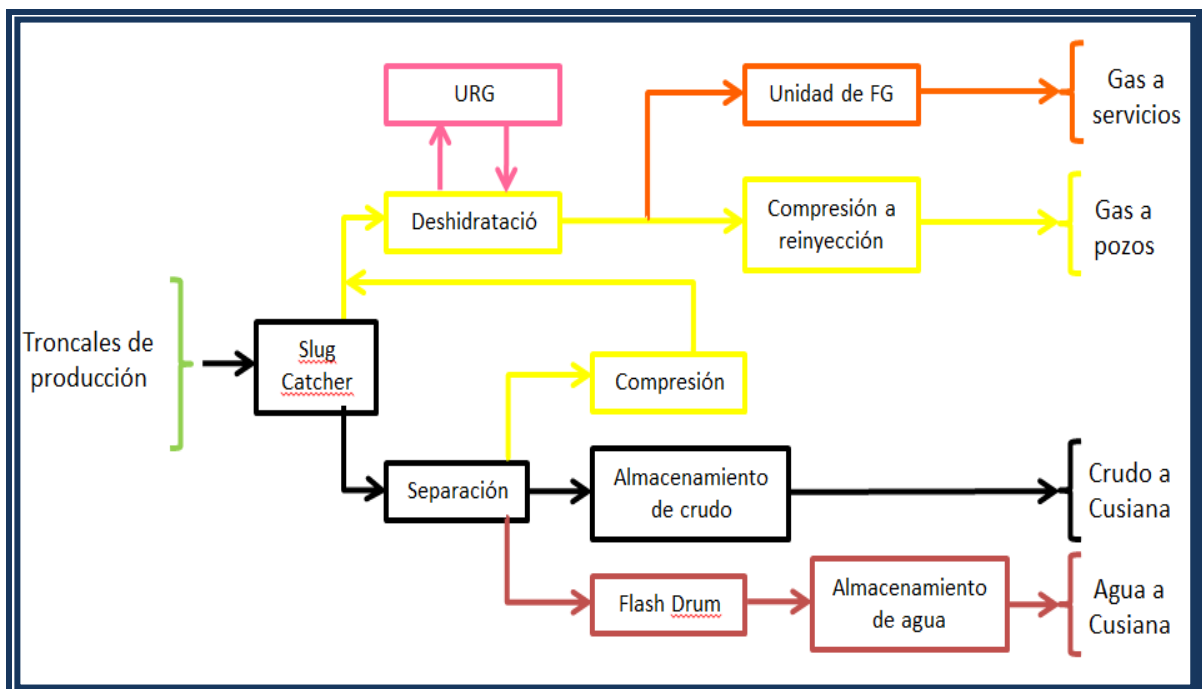 URG
Unidad de FG
Gas a
servicios
Deshidratació
Compresión a
reinyección
Gas a
pozos
Troncales de
producción
Slug
Catcher
Compresión
Separación
Almacenamiento
de crudo
Crudo a
Cusiana
Flash Drum
Almacenamiento
de agua
Agua a
Cusiana